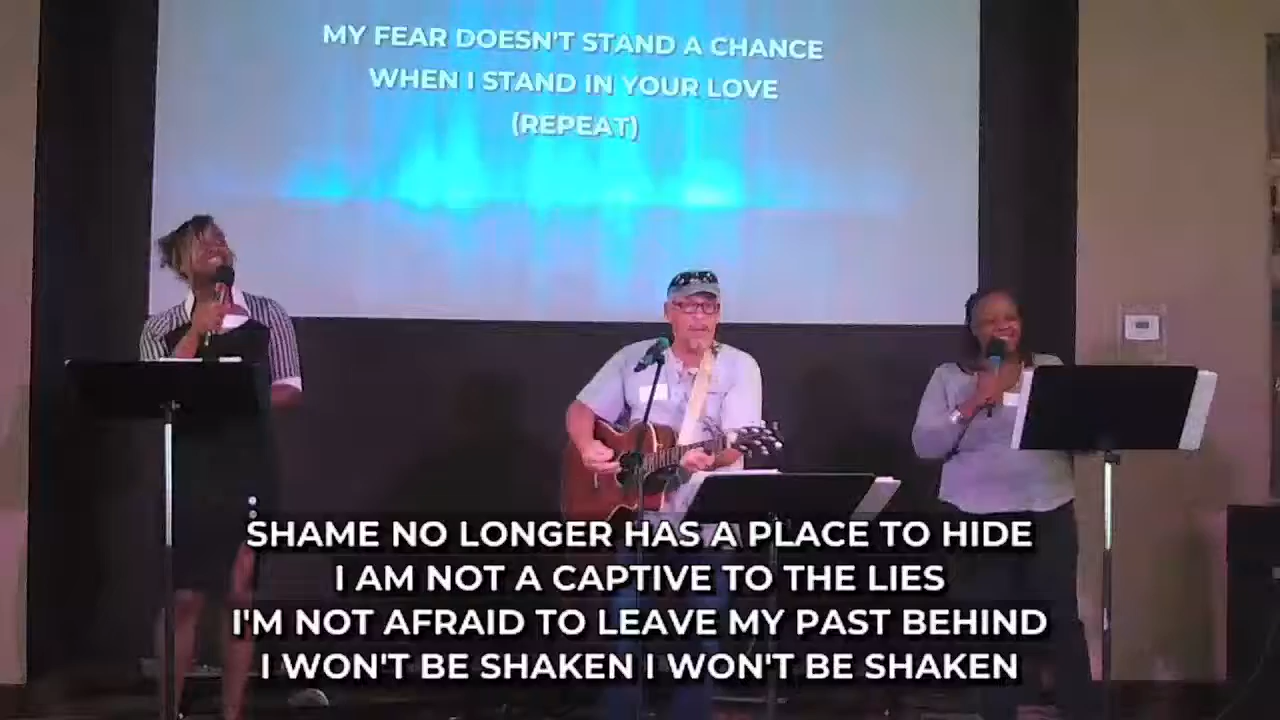 MY FEAR DOESN'T STAND A CHANCE
WHEN I STAND IN YOUR LOVE
(REPEAT)
SHAME NO LONGER HAS A PLACE TO HIDE
I AM NOT A CAPTIVE TO THE LIES
I'M NOT AFRAID TO LEAVE MY PAST BEHIND
I WON'T BE SHAKEN I WON'T BE SHAKEN